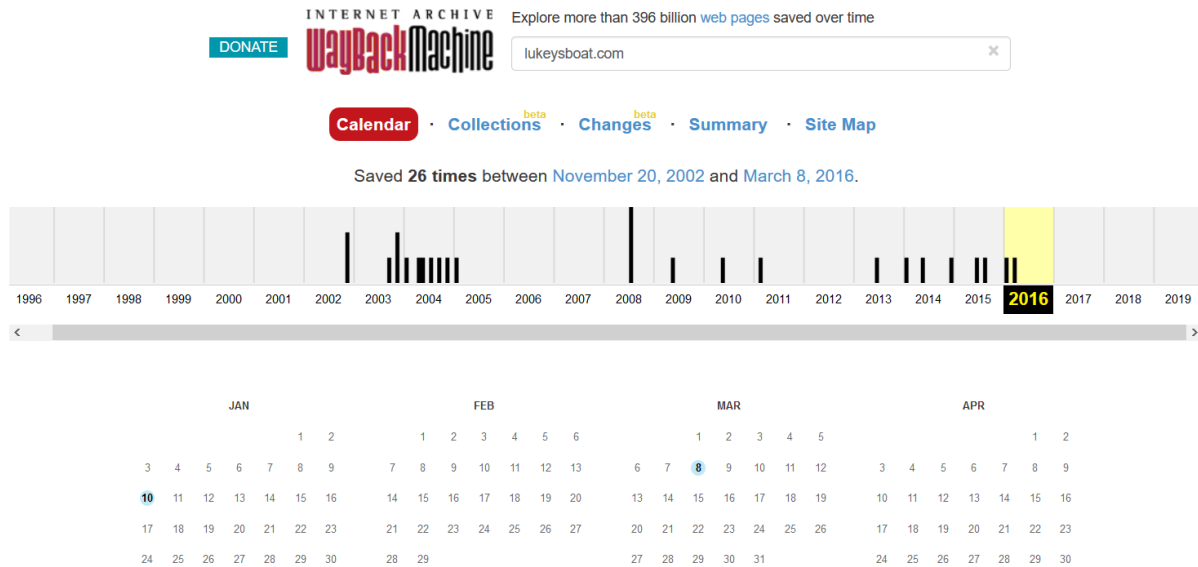 INTERNET ARCHIVE
WayBackMachine
DONATE
Explore more than 396 billion web pages saved over time
lukeysboat.com ×
Calendar · Collections beta · Changes beta · Summary · Site Map
Saved 26 times between November 20, 2002 and March 8, 2016.
1996 1997 1998 1999 2000 2001 2002 2003 2004 2005 2006 2007 2008 2009 2010 2011 2012 2013 2014 2015 2016 2017 2018 2019
JAN
1 2
3 4 5 6 7 8 9
10 11 12 13 14 15 16
17 18 19 20 21 22 23
24 25 26 27 28 29 30
FEB
1 2 3 4 5 6
7 8 9 10 11 12 13
14 15 16 17 18 19 20
21 22 23 24 25 26 27
28 29
MAR
1 2 3 4 5
6 7 8 9 10 11 12
13 14 15 16 17 18 19
20 21 22 23 24 25 26
27 28 29 30 31
APR
1 2
3 4 5 6 7 8 9
10 11 12 13 14 15 16
17 18 19 20 21 22 23
24 25 26 27 28 29 30